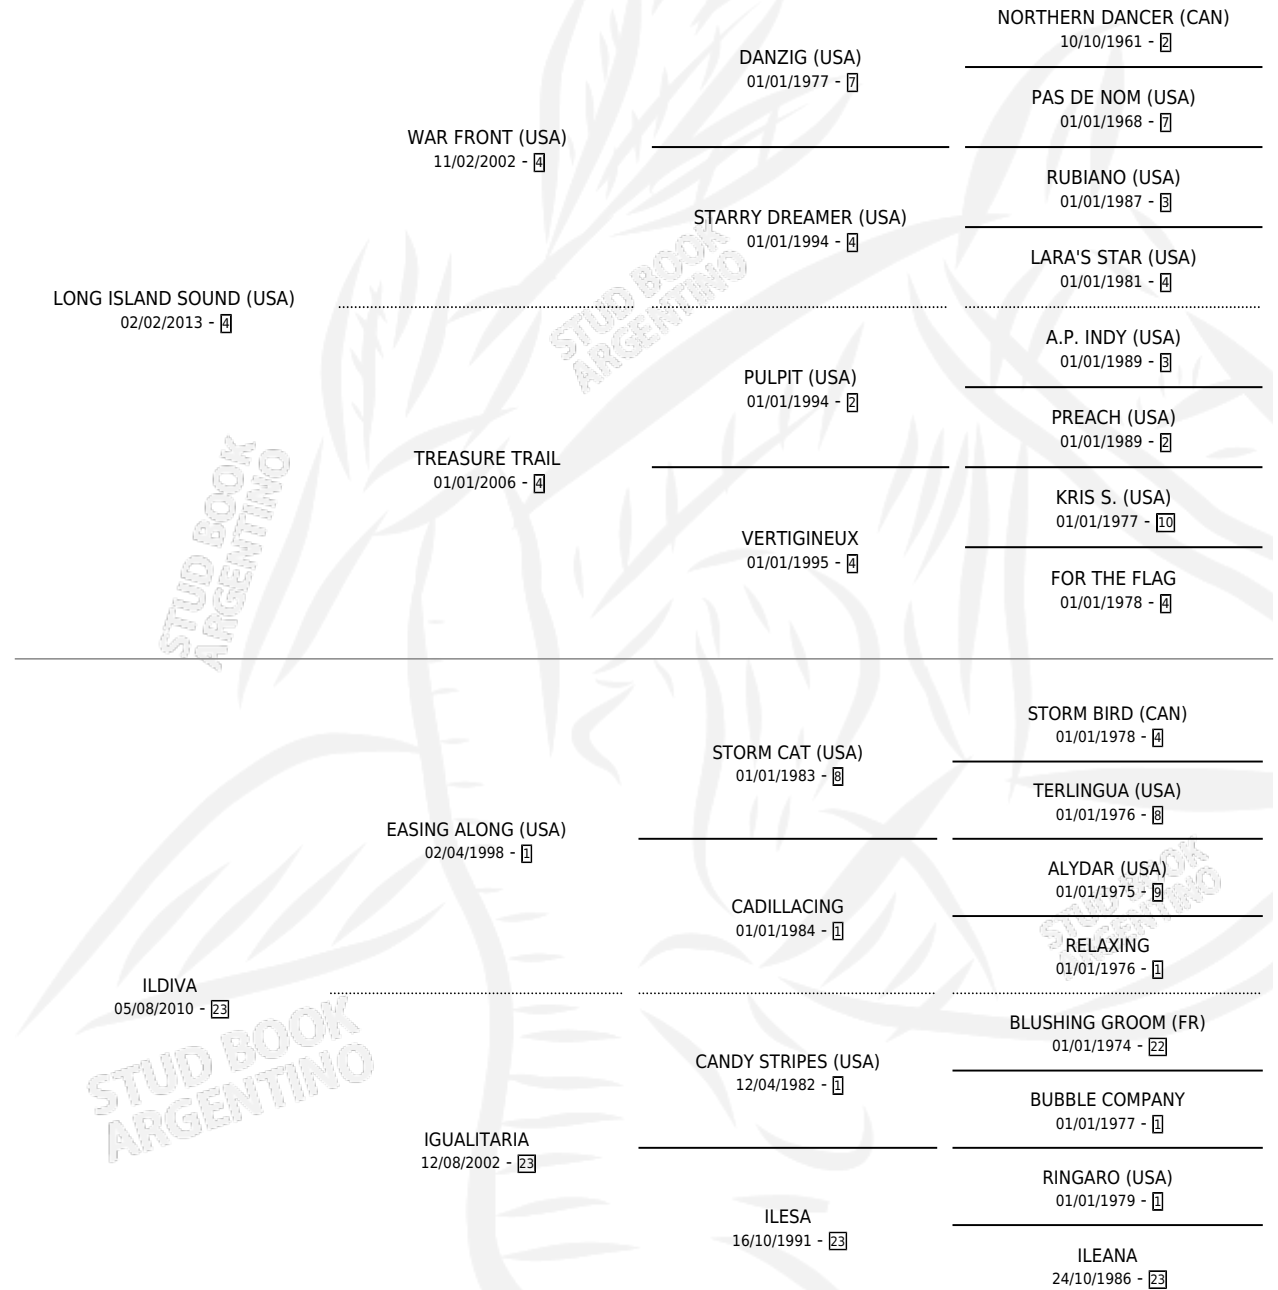 NORTHERN DANCER (CAN)
10/10/1961 - 2
DANZIG (USA)
01/01/1977 - 7
PAS DE NOM (USA)
01/01/1968 - 7
WAR FRONT (USA)
11/02/2002 - 4
RUBIANO (USA)
01/01/1987 - 3
STARRY DREAMER (USA)
01/01/1994 - 4
LARA'S STAR (USA)
01/01/1981 - 4
LONG ISLAND SOUND (USA)
02/02/2013 - 4
STUD BOOK
ARGENTINO
A.P. INDY (USA)
01/01/1989 - 3
PULPIT (USA)
01/01/1994 - 2
PREACH (USA)
01/01/1989 - 2
TREASURE TRAIL
01/01/2006 - 4
KRIS S. (USA)
01/01/1977 - 10
VERTIGINEUX
01/01/1995 - 4
FOR THE FLAG
01/01/1978 - 4
STUD BOOK
ARGENTINO
STORM BIRD (CAN)
01/01/1978 - 4
STORM CAT (USA)
01/01/1983 - 8
TERLINGUA (USA)
01/01/1976 - 8
EASING ALONG (USA)
02/04/1998 - 1
ALYDAR (USA)
01/01/1975 - 9
CADILLACING
01/01/1984 - 1
STUD BOOK
ARGENTINO
RELAXING
01/01/1976 - 1
ILDIVA
05/08/2010 - 23
STUD BOOK
ARGENTINO
BLUSHING GROOM (FR)
01/01/1974 - 22
CANDY STRIPES (USA)
12/04/1982 - 1
BUBBLE COMPANY
01/01/1977 - 1
IGUALITARIA
12/08/2002 - 23
RINGARO (USA)
01/01/1979 - 1
ILESA
16/10/1991 - 23
ILEANA
24/10/1986 - 23